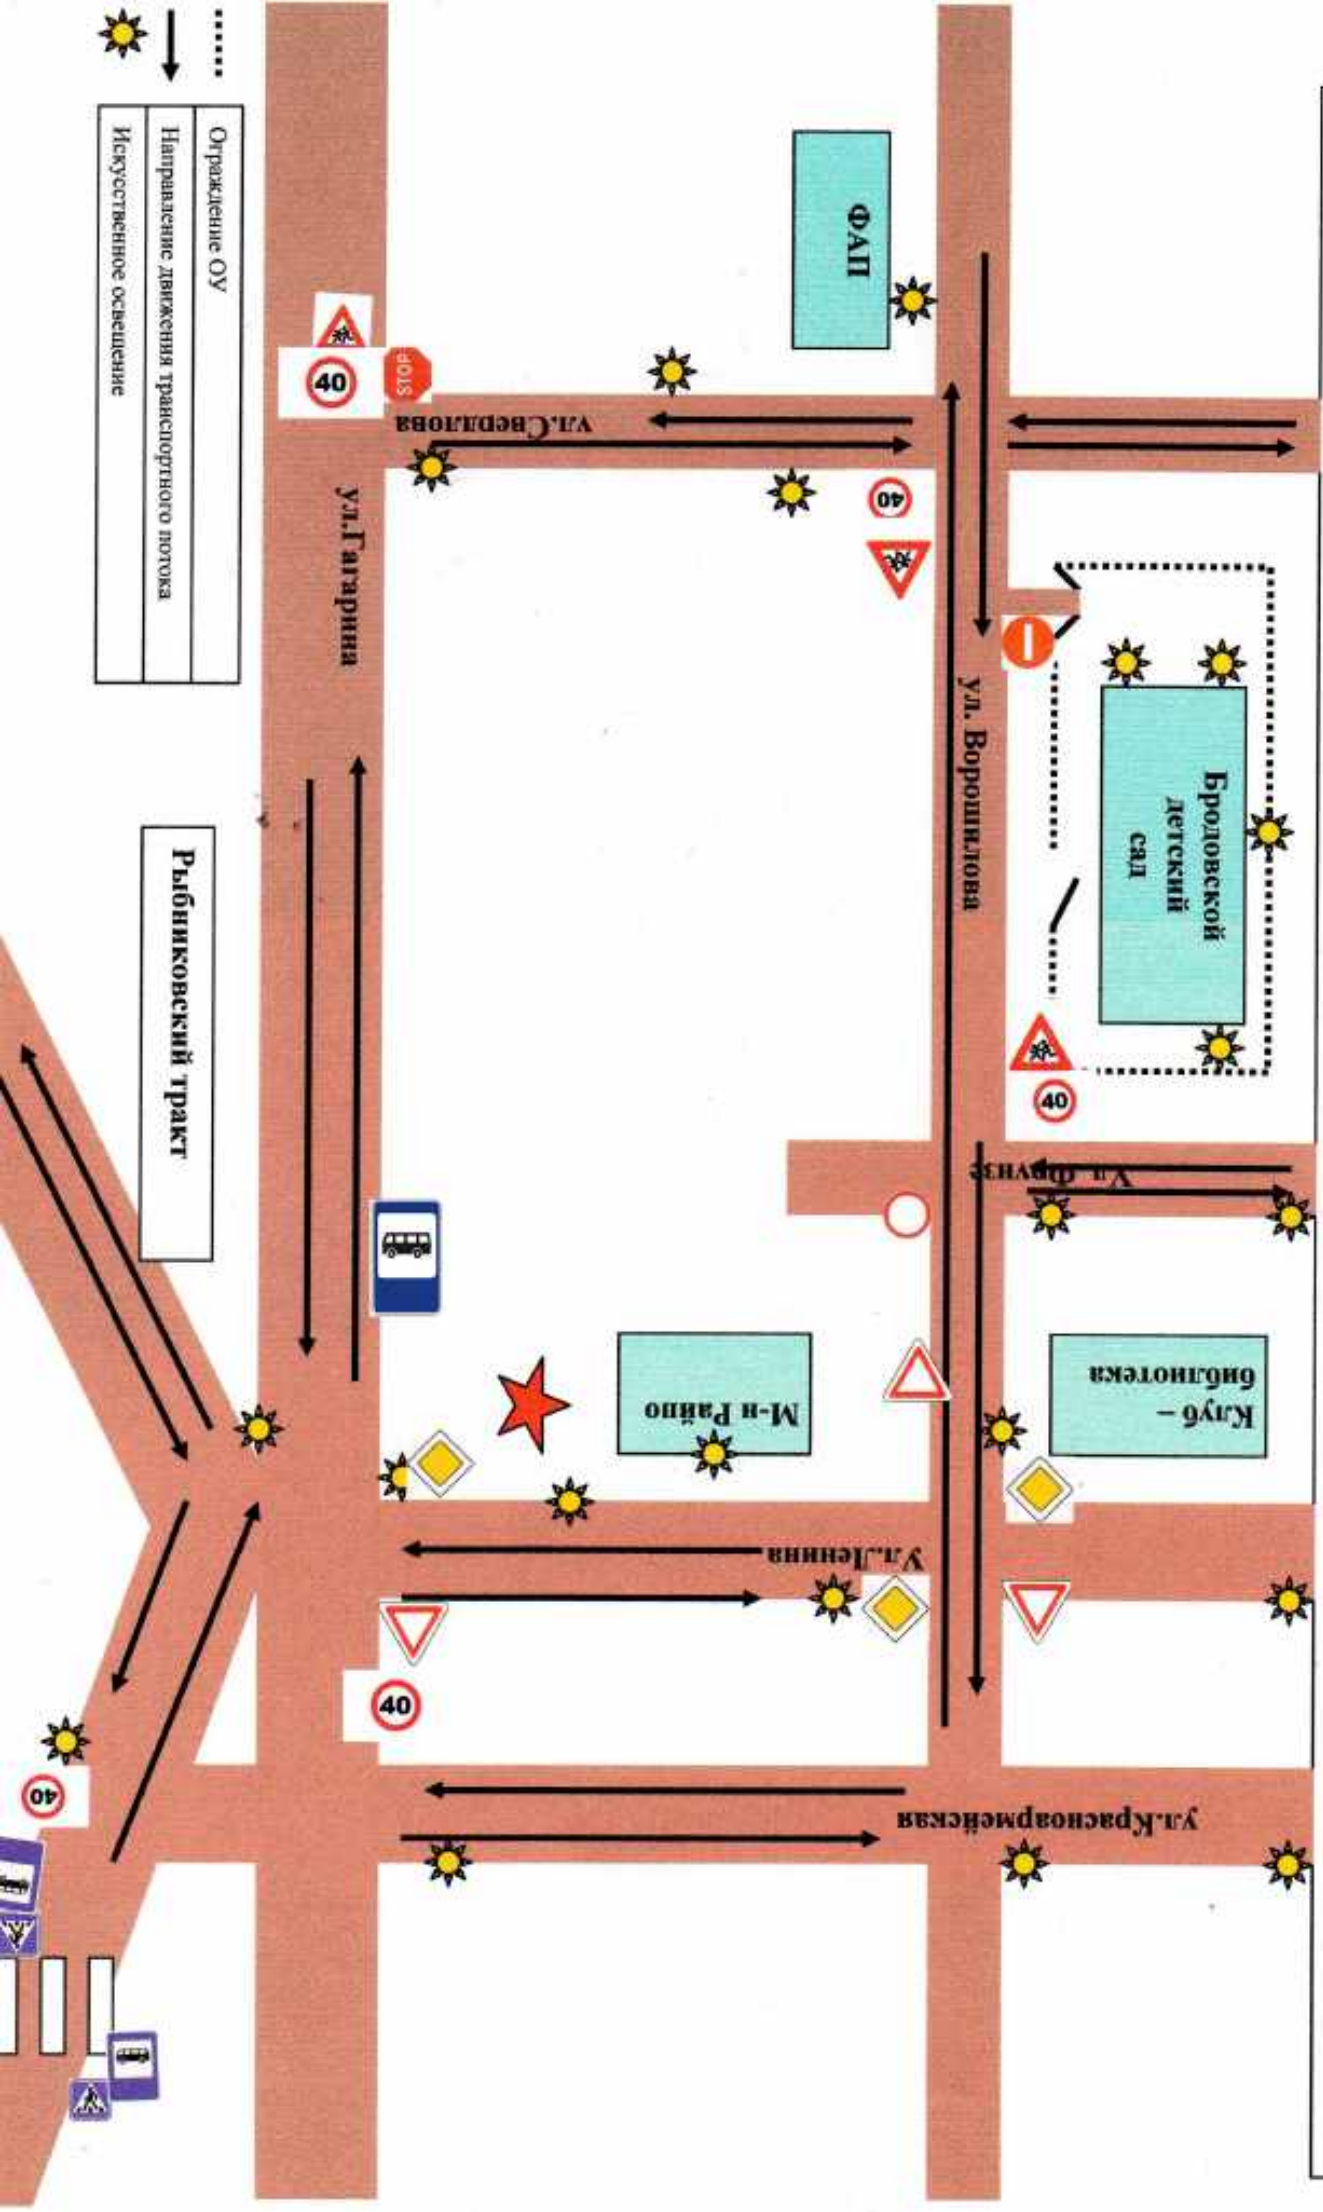 Ограждение ОУ
Направление движения транспортного потока
Искусственное освещение
ФАП
40
STOP
ул.Свердлова
ул.Гагарина
40
ул. Ворошилова
Бродовской
детский
сад
40
Ул. Фрунзе
Рыбниковский тракт
М-н Райпо
Клуб –
библиотека
Ул.Ленина
40
40
ул.Красноармейская